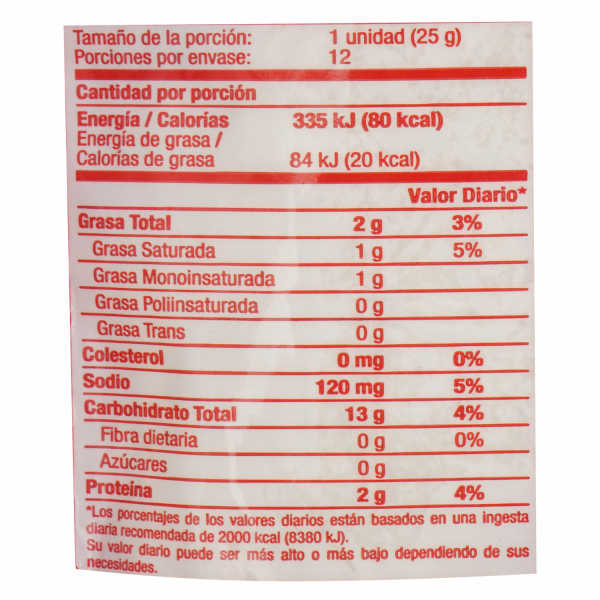 Tamaño de la porción: 1 unidad (25 g)
Porciones por envase: 12
Cantidad por porción
Energía / Calorías 335 kJ (80 kcal)
Energía de grasa /
Calorías de grasa 84 kJ (20 kcal)
Valor Diario*
Grasa Total 2 g 3%
Grasa Saturada 1 g 5%
Grasa Monoinsaturada 1 g
Grasa Poliinsaturada 0 g
Grasa Trans 0 g
Colesterol 0 mg 0%
Sodio 120 mg 5%
Carbohidrato Total 13 g 4%
Fibra dietaria 0 g 0%
Azúcares 0 g
Proteína 2 g 4%
*Los porcentajes de los valores diarios están basados en una ingesta
diaria recomendada de 2000 kcal (8380 kJ).
Su valor diario puede ser más alto o más bajo dependiendo de sus
necesidades.